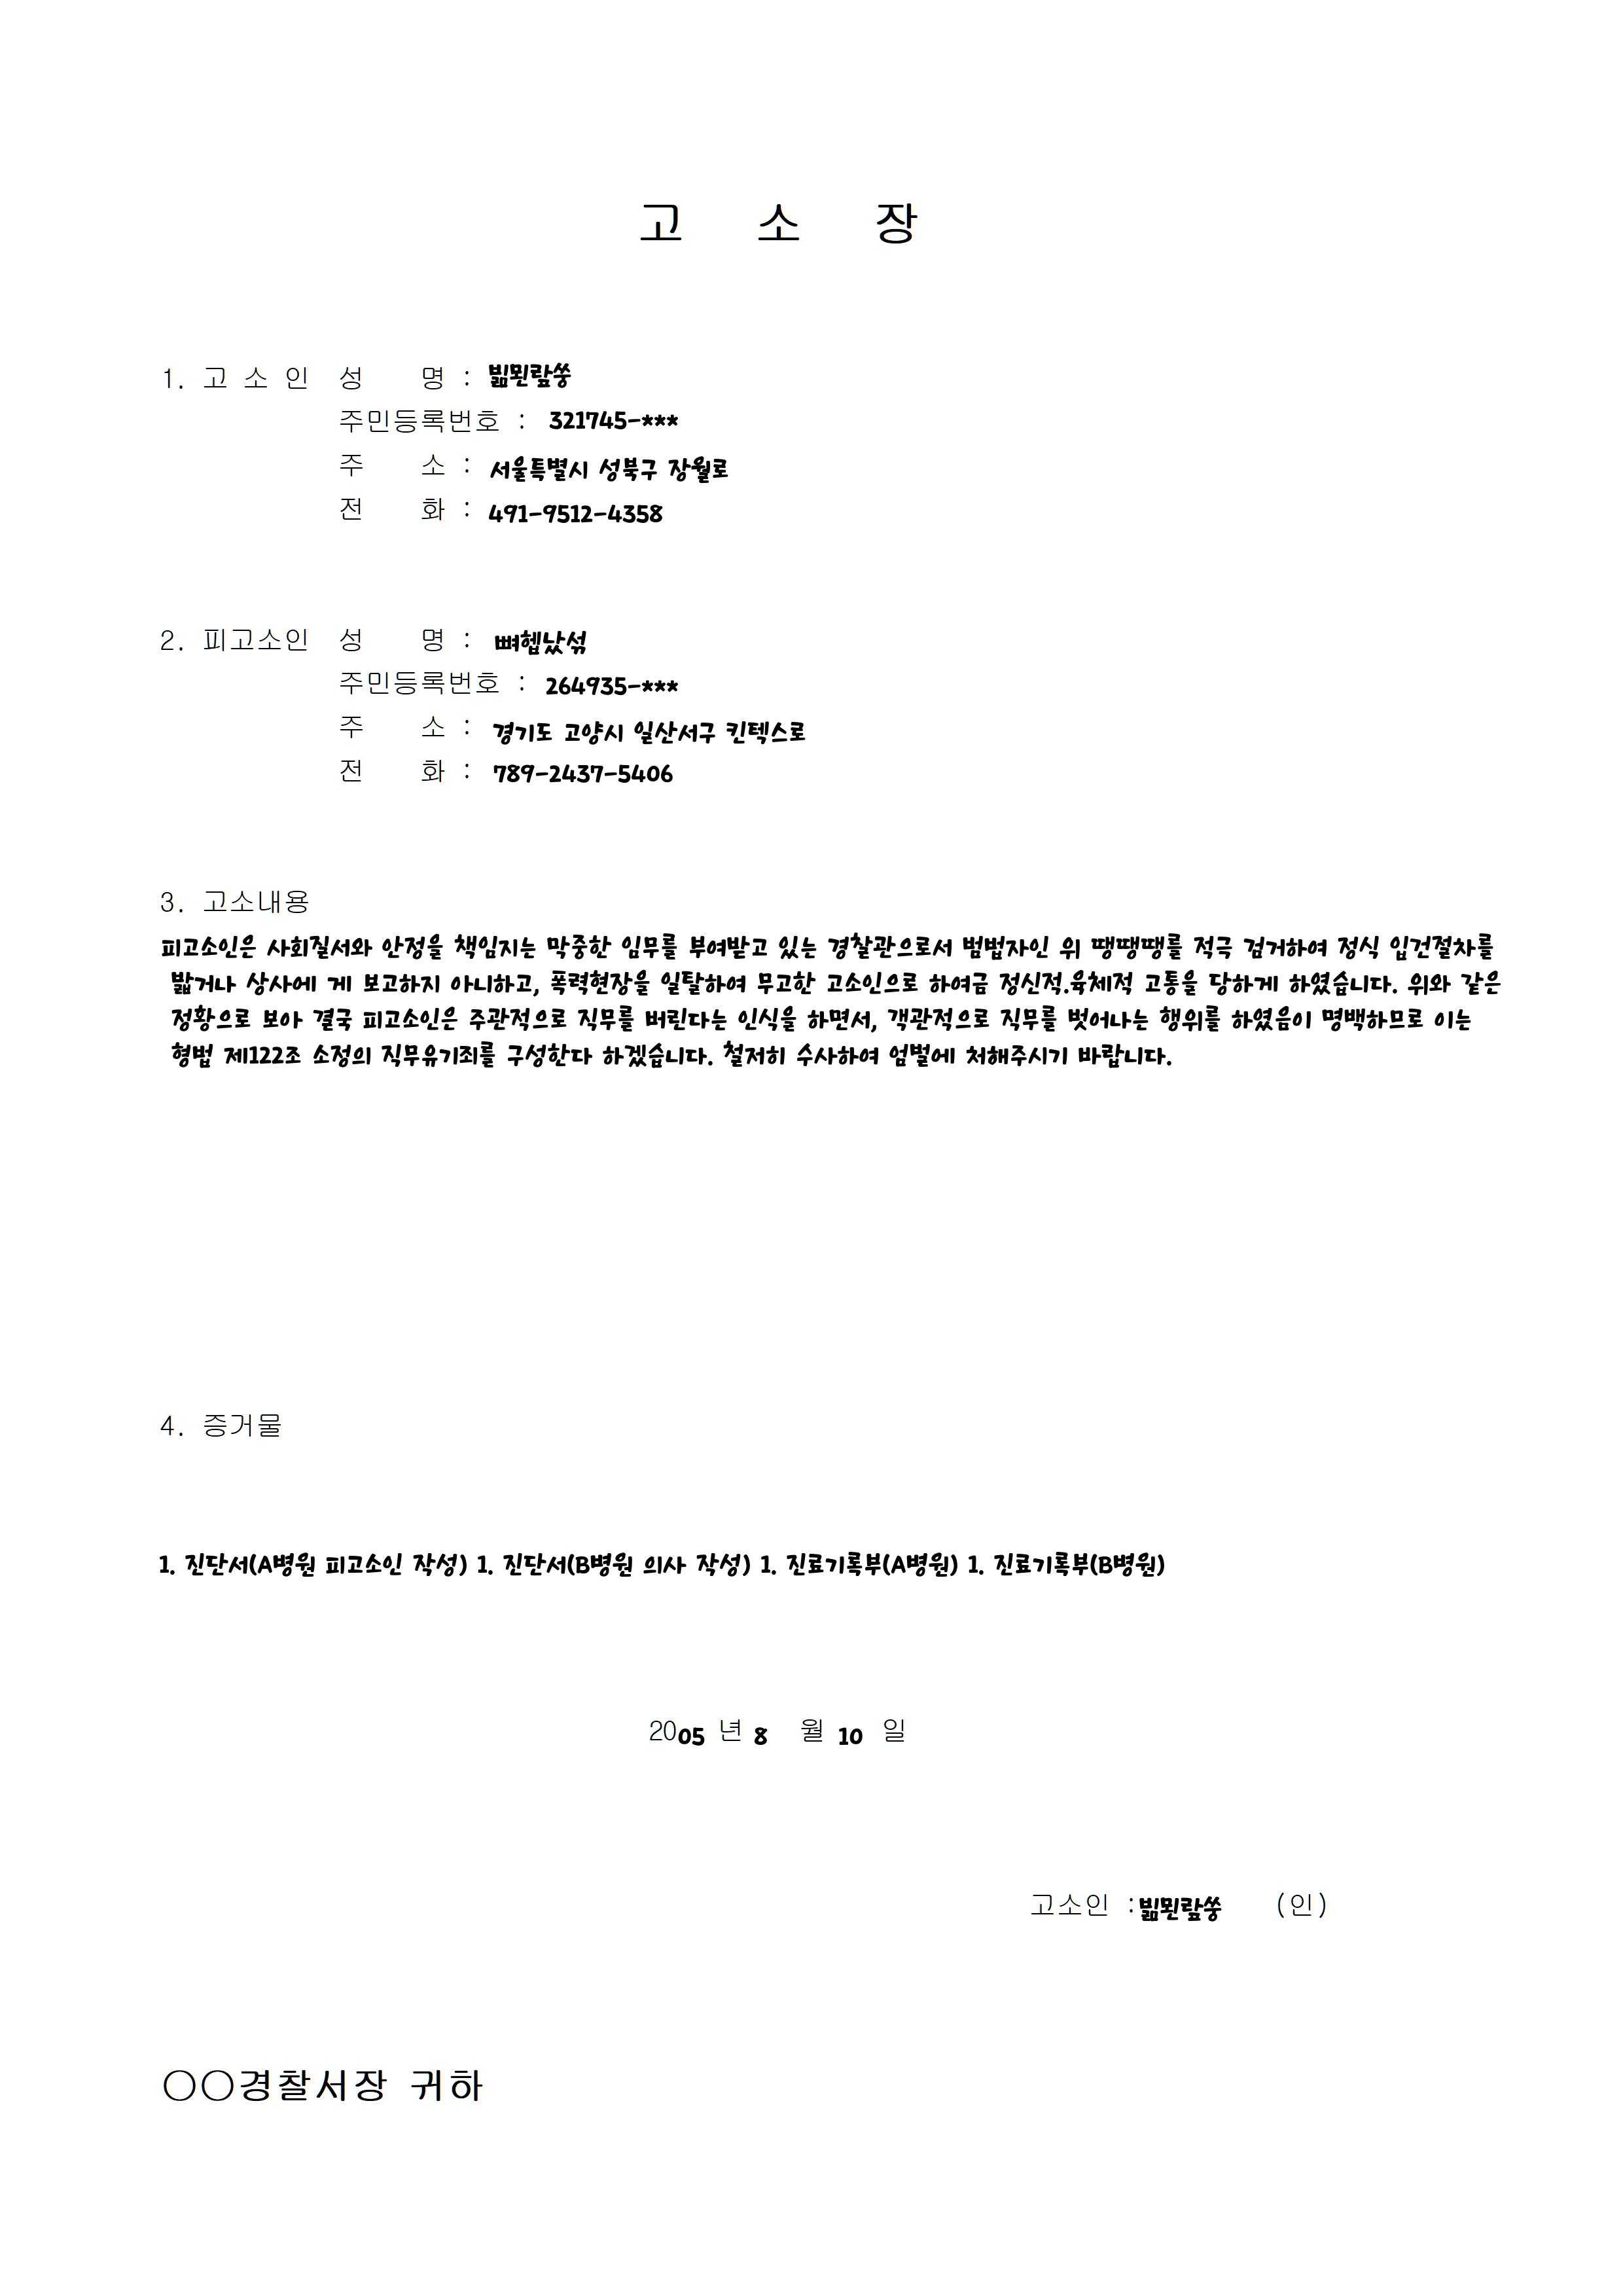 고 소 장
1. 고 소 인 성 명 :
주민등록번호 : 321745-***
주 소 : 서울특별시 성북구 장월로
전 화 : 491-9512-4358
2. 피고소인 성 명 :
주민등록번호 : 264935-***
주 소 : 경기도 고양시 일산서구 킨텍스로
전 화 : 789-2437-5406
3. 고소내용
피고소인은 사회질서와 안정을 책임지는 막중한 임무를 부여받고 있는 경찰관으로서 범법자인 위 땡땡땡를 적극 검거하여 정식 입건절차를
밟거나 상사에 게 보고하지 아니하고, 폭력현장을 일탈하여 무고한 고소인으로 하여금 정신적.육체적 고통을 당하게 하였습니다. 위와 같은
정황으로 보아 결국 피고소인은 주관적으로 직무를 버린다는 인식을 하면서, 객관적으로 직무를 벗어나는 행위를 하였음이 명백하므로 이는
형법 제122조 소정의 직무유기죄를 구성한다 하겠습니다. 철저히 수사하여 엄벌에 처해주시기 바랍니다.
4. 증거물
1. 진단서(A병원 피고소인 작성) 1. 진단서(B병원 의사 작성) 1. 진료기록부(A병원) 1. 진료기록부(B병원)
2005 년 8 월 10 일
고소인 : (인)
○○경찰서장 귀하